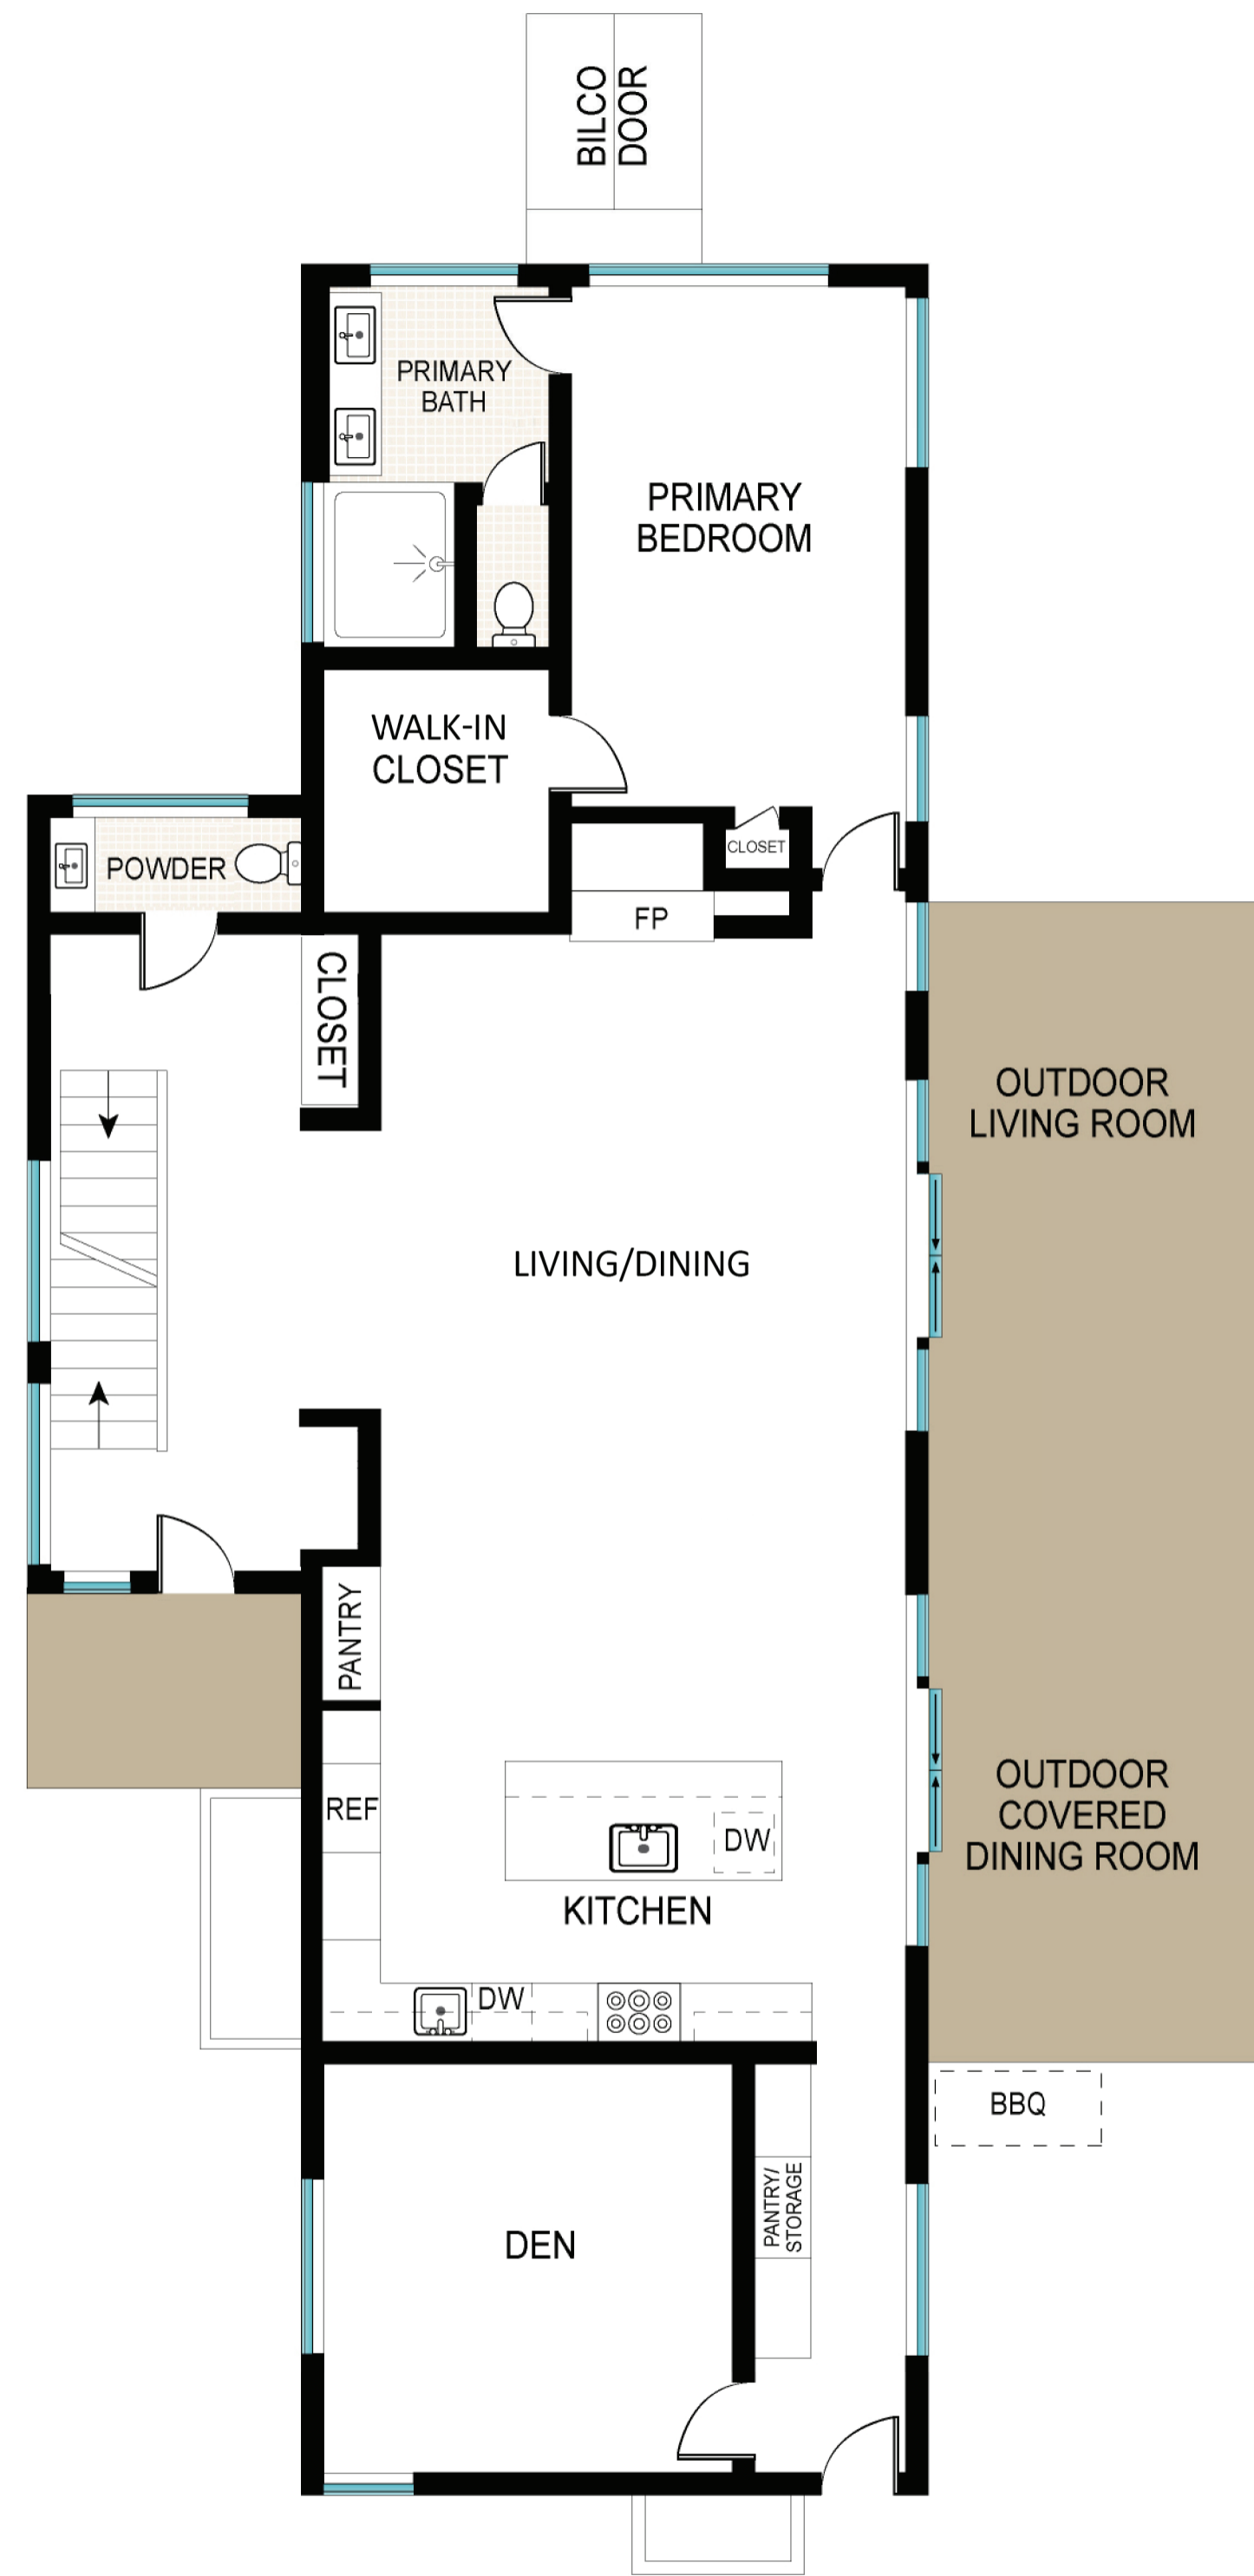 BILCO
DOOR
PRIMARY
BATH
PRIMARY
BEDROOM
WALK-IN
CLOSET
CLOSET
POWDER
FP
CLOSET
OUTDOOR
LIVING ROOM
LIVING/DINING
PANTRY
REF
DW
OUTDOOR
COVERED
DINING ROOM
KITCHEN
DW
BBQ
PANTRY/
STORAGE
DEN